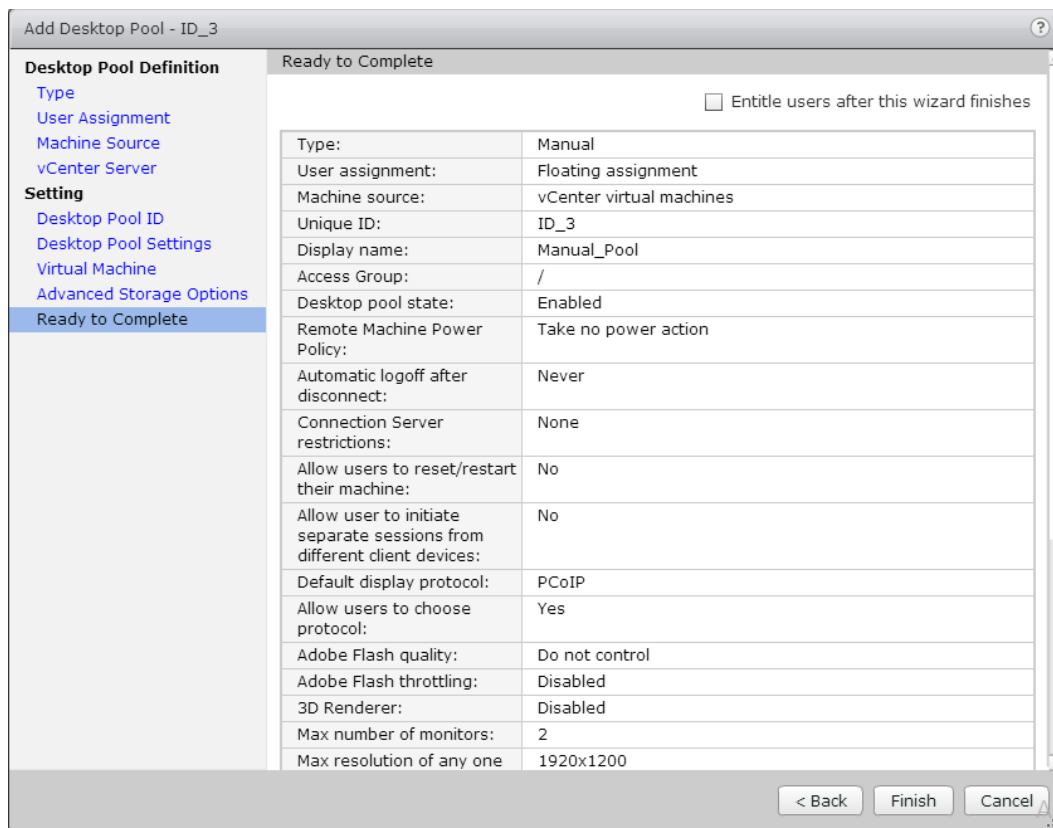 Add Desktop Pool - ID_3
?
Desktop Pool Definition
Type
User Assignment
Machine Source
vCenter Server
Setting
Desktop Pool ID
Desktop Pool Settings
Virtual Machine
Advanced Storage Options
Ready to Complete
Ready to Complete
Entitle users after this wizard finishes
Type: Manual
User assignment: Floating assignment
Machine source: vCenter virtual machines
Unique ID: ID_3
Display name: Manual_Pool
Access Group: /
Desktop pool state: Enabled
Remote Machine Power Take no power action
Policy:
Automatic logoff after Never
disconnect:
Connection Server None
restrictions:
Allow users to reset/restart No
their machine:
Allow user to initiate No
separate sessions from
different client devices:
Default display protocol: PCoIP
Allow users to choose Yes
protocol:
Adobe Flash quality: Do not control
Adobe Flash throttling: Disabled
3D Renderer: Disabled
Max number of monitors: 2
Max resolution of any one 1920x1200
< Back Finish Cancel